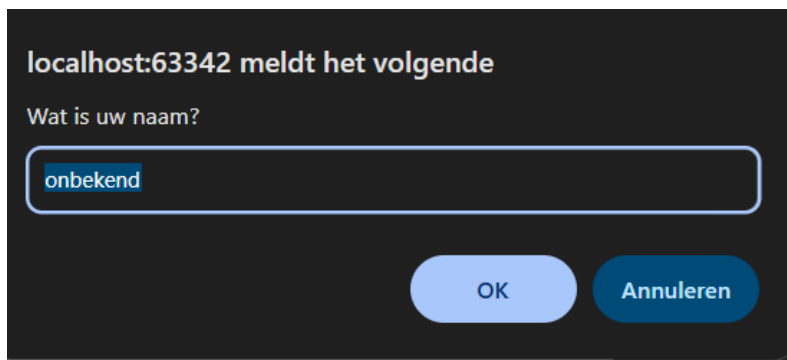 localhost:63342 meldt het volgende
Wat is uw naam?
onbekend
OK
Annuleren